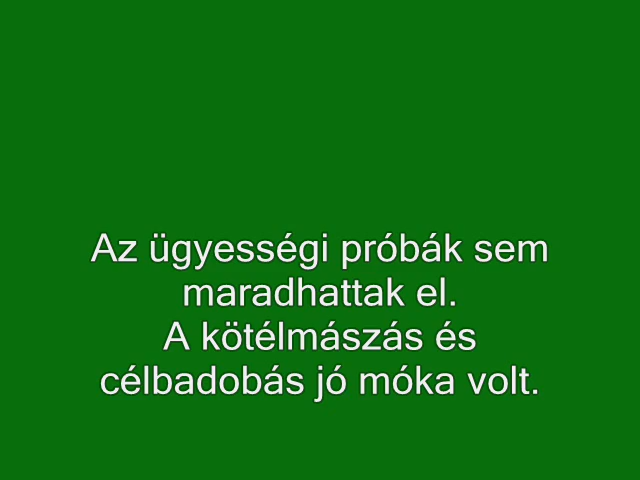 Az ügyességi próbák sem
maradhattak el.
A kötélmászás és
célbadobás jó móka volt.